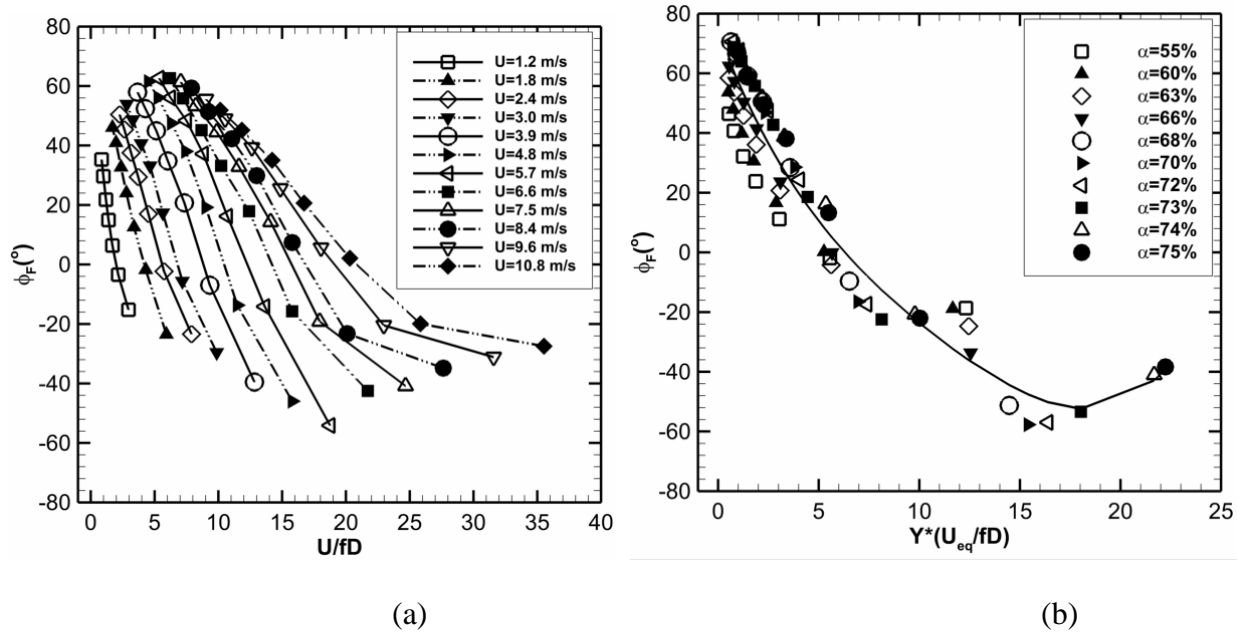 80
60
40
20
0
-20
-40
-60
-80
ϕF(°)
0 5 10 15 20 25 30 35 40
U/fD
U=1.2 m/s
U=1.8 m/s
U=2.4 m/s
U=3.0 m/s
U=3.9 m/s
U=4.8 m/s
U=5.7 m/s
U=6.6 m/s
U=7.5 m/s
U=8.4 m/s
U=9.6 m/s
U=10.8 m/s
(a)
80
60
40
20
0
-20
-40
-60
-80
ϕF(°)
0 5 10 15 20 25
Y*(Ueq/fD)
α=55%
α=60%
α=63%
α=66%
α=68%
α=70%
α=72%
α=73%
α=74%
α=75%
(b)